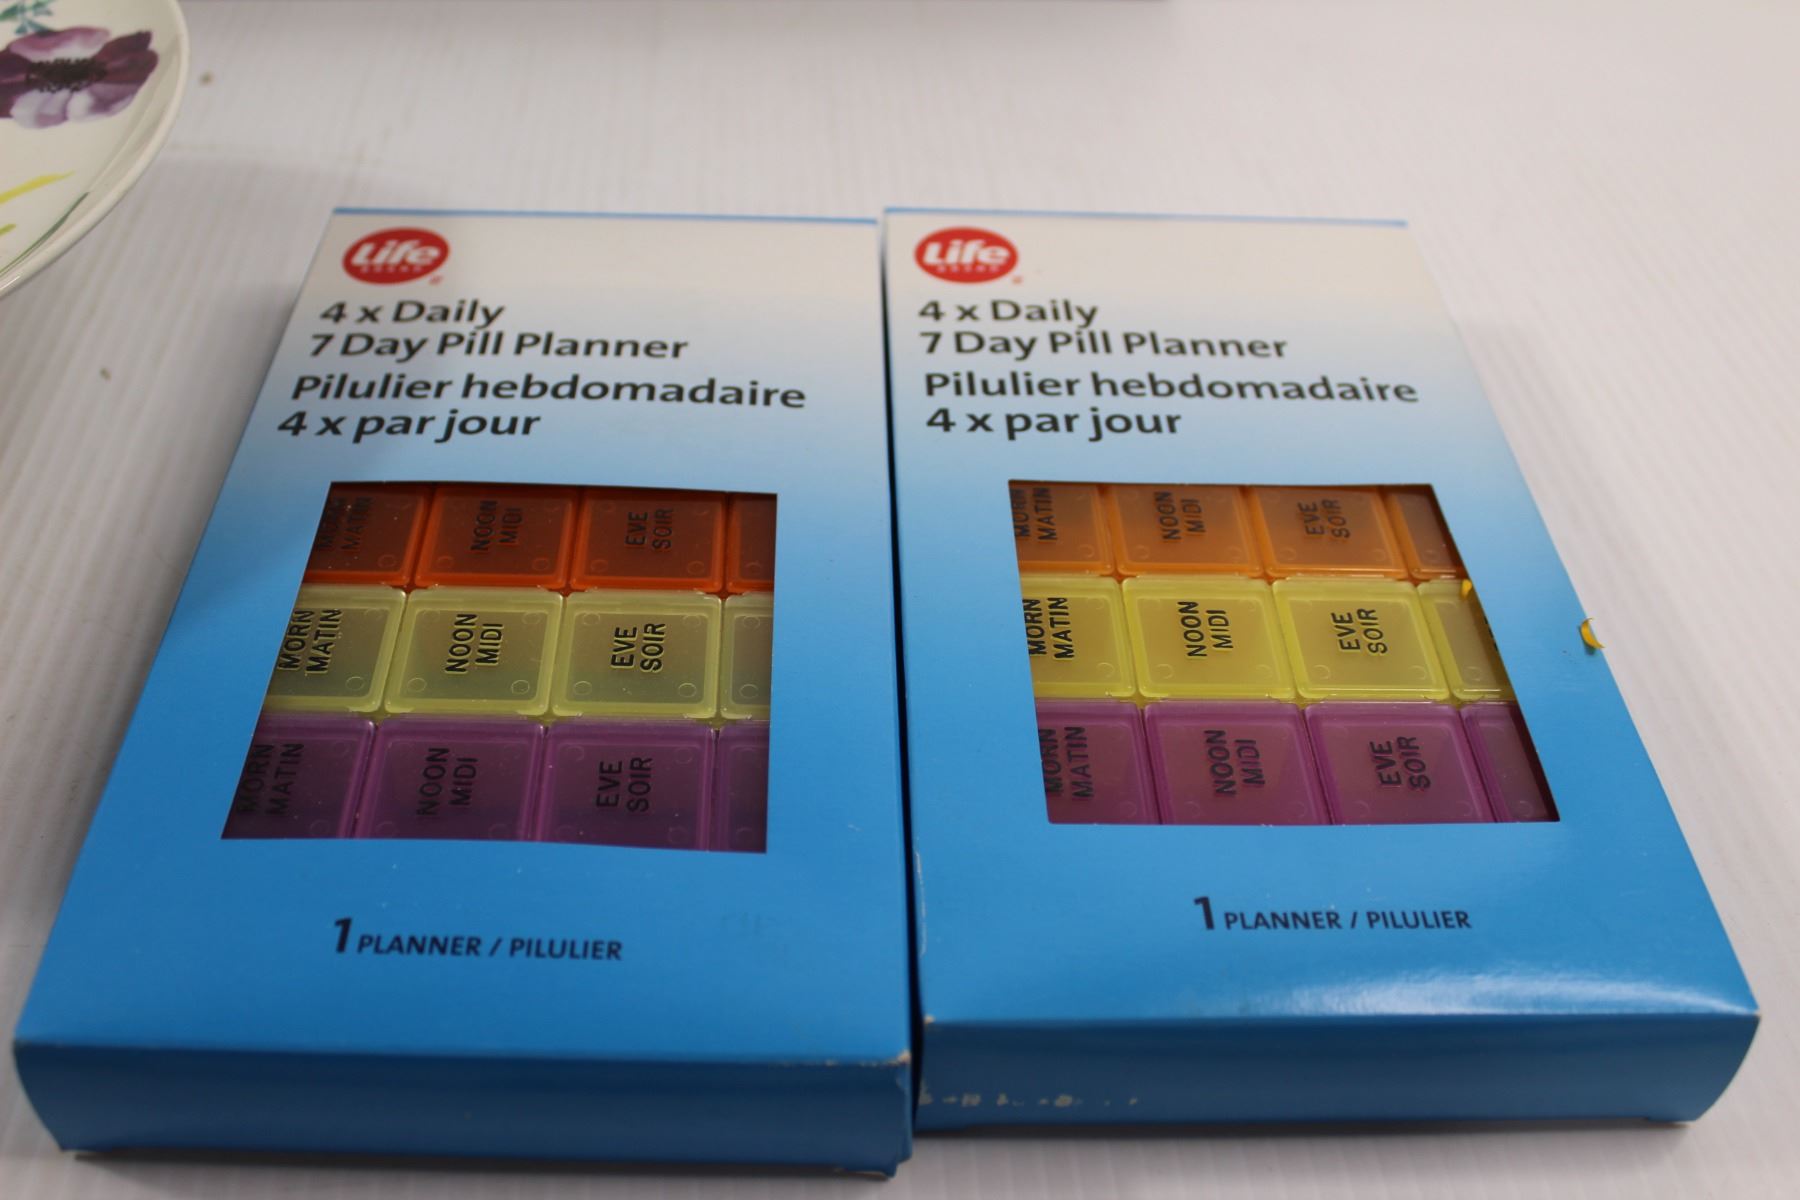 Life
BRAND
4 x Daily
7 Day Pill Planner
Pilulier hebdomadaire
4 x par jour
MORN
MATIN
NOON
MIDI
EVE
SOIR
MORN
MATIN
NOON
MIDI
EVE
SOIR
MORN
MATIN
NOON
MIDI
EVE
SOIR
1 PLANNER / PILULIER
Life
BRAND
4 x Daily
7 Day Pill Planner
Pilulier hebdomadaire
4 x par jour
MORN
MATIN
NOON
MIDI
EVE
SOIR
MORN
MATIN
NOON
MIDI
EVE
SOIR
MORN
MATIN
NOON
MIDI
EVE
SOIR
1 PLANNER / PILULIER